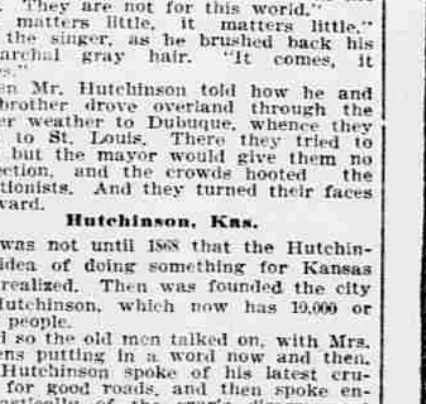 They are not for this world."
matters little, it matters little."
the singer, as he brushed back his
archal gray hair. "It comes, it
s."
en Mr. Hutchinson told how he and
brother drove overland through the
er weather to Dubuque, whence they
to St. Louis. There they tried to
but the mayor would give them no
ection, and the crowds hooted the
tionists. And they turned their faces
ward.
Hutchinson, Kns.
was not until 1868 that the Hutchin-
idea of doing something for Kansas
realized. Then was founded the city
Hutchinson, which now has 19,000 or
people.
d so the old men talked on, with Mrs.
ens putting in a word now and then.
Hutchinson spoke of his latest cru-
for good roads, and then spoke en-